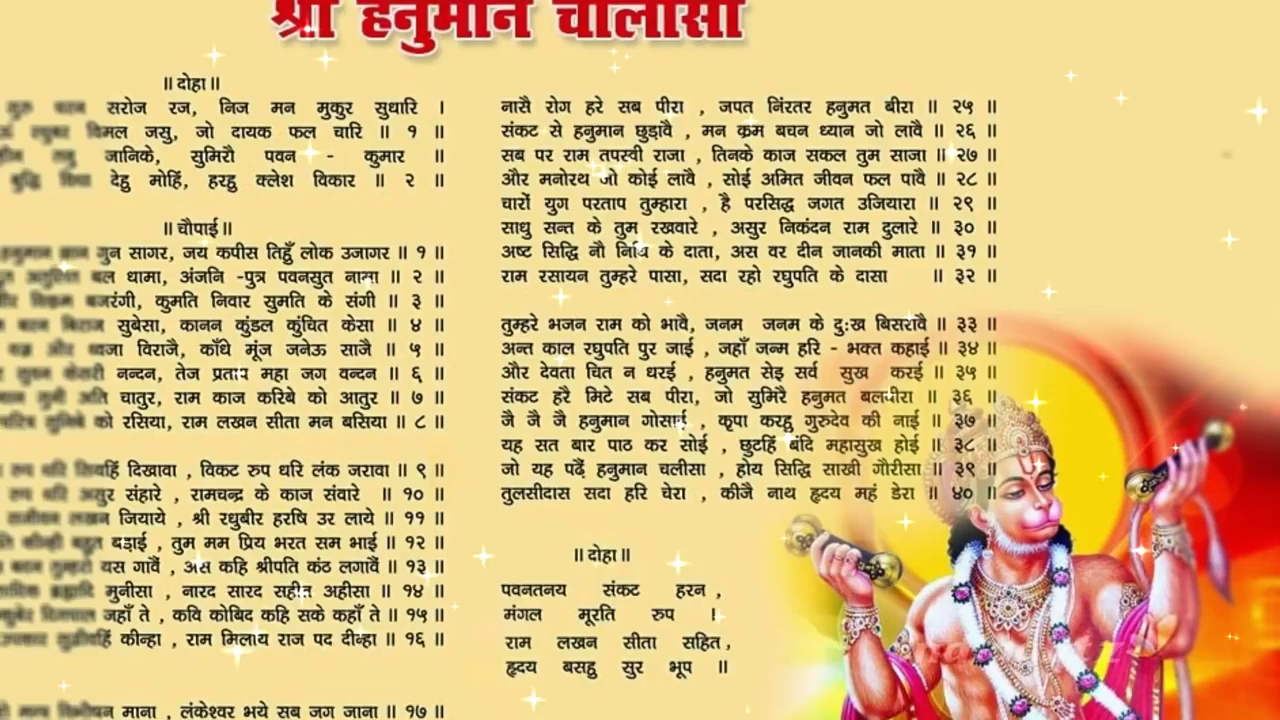 श्री हनुमान चालीसा
॥ दोहा ॥
सरोज रज, निज मन मुकुर सुधारि ।
विमल जसु, जो दायक फल चारि ॥ १ ॥
जानिके, सुमिरौ पवन - कुमार ॥
देहु मोहिं, हरहु क्लेश विकार ॥ २ ॥
॥ चौपाई ॥
गुन सागर, जय कपीस तिहुँ लोक उजागर ॥ १ ॥
बल धामा, अंजनि -पुत्र पवनसुत नामा ॥ २ ॥
बजरंगी, कुमति निवार सुमति के संगी ॥ ३ ॥
सुबेसा, कानन कुंडल कुंचित केसा ॥ ४ ॥
ध्वजा विराजै, काँधे मूंज जनेऊ साजै ॥ ५ ॥
नन्दन, तेज प्रताप महा जग वन्दन ॥ ६ ॥
अति चातुर, राम काज करिबे को आतुर ॥ ७ ॥
को रसिया, राम लखन सीता मन बसिया ॥ ८ ॥
दिखावा , विकट रुप धरि लंक जरावा ॥ ९ ॥
असुर संहारे , रामचन्द्र के काज संवारे ॥ १० ॥
लखन जियाये , श्री रधुबीर हरषि उर लाये ॥ ११ ॥
बहुत बड़ाई , तुम मम प्रिय भरत सम भाई ॥ १२ ॥
यस गावैं , अस कहि श्रीपति कंठ लगावैं ॥ १३ ॥
मुनीसा , नारद सारद सहीत अहीसा ॥ १४ ॥
जहाँ ते , कवि कोबिद कहि सके कहाँ ते ॥ १५ ॥
कीन्हा , राम मिलाय राज पद दीन्हा ॥ १६ ॥
माना , लंकेश्वर भये सब जग जाना ॥ १७ ॥
नासै रोग हरे सब पीरा , जपत निंरतर हनुमत बीरा ॥ २५ ॥
संकट से हनुमान छुड़ावै , मन क्रम बचन ध्यान जो लावै ॥ २६ ॥
सब पर राम तपस्वी राजा , तिनके काज सकल तुम साजा ॥ २७ ॥
और मनोरथ जो कोई लावै , सोई अमित जीवन फल पावै ॥ २८ ॥
चारों युग परताप तुम्हारा , है परसिद्ध जगत उजियारा ॥ २९ ॥
साधु सन्त के तुम रखवारे , असुर निकंदन राम दुलारे ॥ ३० ॥
अष्ट सिद्धि नौ निधि के दाता, अस वर दीन जानकी माता ॥ ३१ ॥
राम रसायन तुम्हरे पासा, सदा रहो रघुपति के दासा ॥ ३२ ॥
तुम्हरे भजन राम को भावै, जनम जनम के दुःख बिसरावै ॥ ३३ ॥
अन्त काल रघुपति पुर जाई , जहाँ जन्म हरि - भक्त कहाई ॥ ३४ ॥
और देवता चित न धरई , हनुमत सेइ सर्व सुख करई ॥ ३५ ॥
संकट हरै मिटे सब पीरा, जो सुमिरै हनुमत बलबीरा ॥ ३६ ॥
जै जै जै हनुमान गोसाई , कृपा करहु गुरुदेव की नाई ॥ ३७ ॥
यह सत बार पाठ कर सोई , छुटहिं बंदि महासुख होई ॥ ३८ ॥
जो यह पढ़ें हनुमान चलीसा , होय सिद्धि साखी गौरीसा ॥ ३९ ॥
तुलसीदास सदा हरि चेरा , कीजै नाथ हृदय महं डेरा ॥ ४० ॥
॥ दोहा ॥
पवनतनय संकट हरन ,
मंगल मूरति रुप ।
राम लखन सीता सहित ,
हृदय बसहु सुर भूप ॥